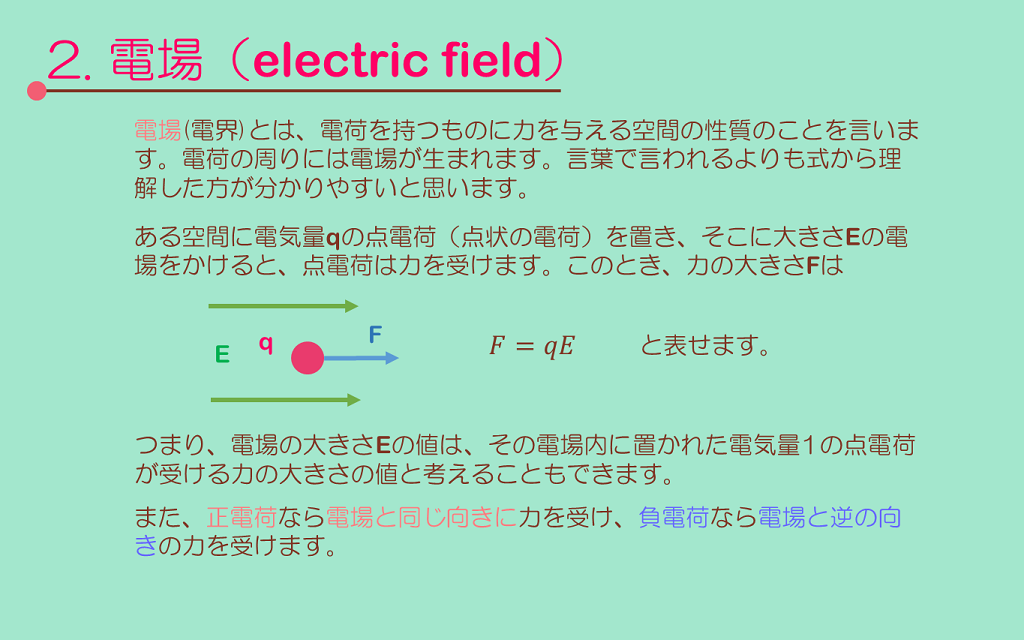 2. 電場（electric field）
電場(電界)とは、電荷を持つものに力を与える空間の性質のことを言いま
す。電荷の周りには電場が生まれます。言葉で言われるよりも式から理
解した方が分かりやすいと思います。
ある空間に電気量qの点電荷（点状の電荷）を置き、そこに大きさEの電
場をかけると、点電荷は力を受けます。このとき、力の大きさFは
E
q
F
F = qE と表せます。
つまり、電場の大きさEの値は、その電場内に置かれた電気量1の点電荷
が受ける力の大きさの値と考えることもできます。
また、正電荷なら電場と同じ向きに力を受け、負電荷なら電場と逆の向
きの力を受けます。